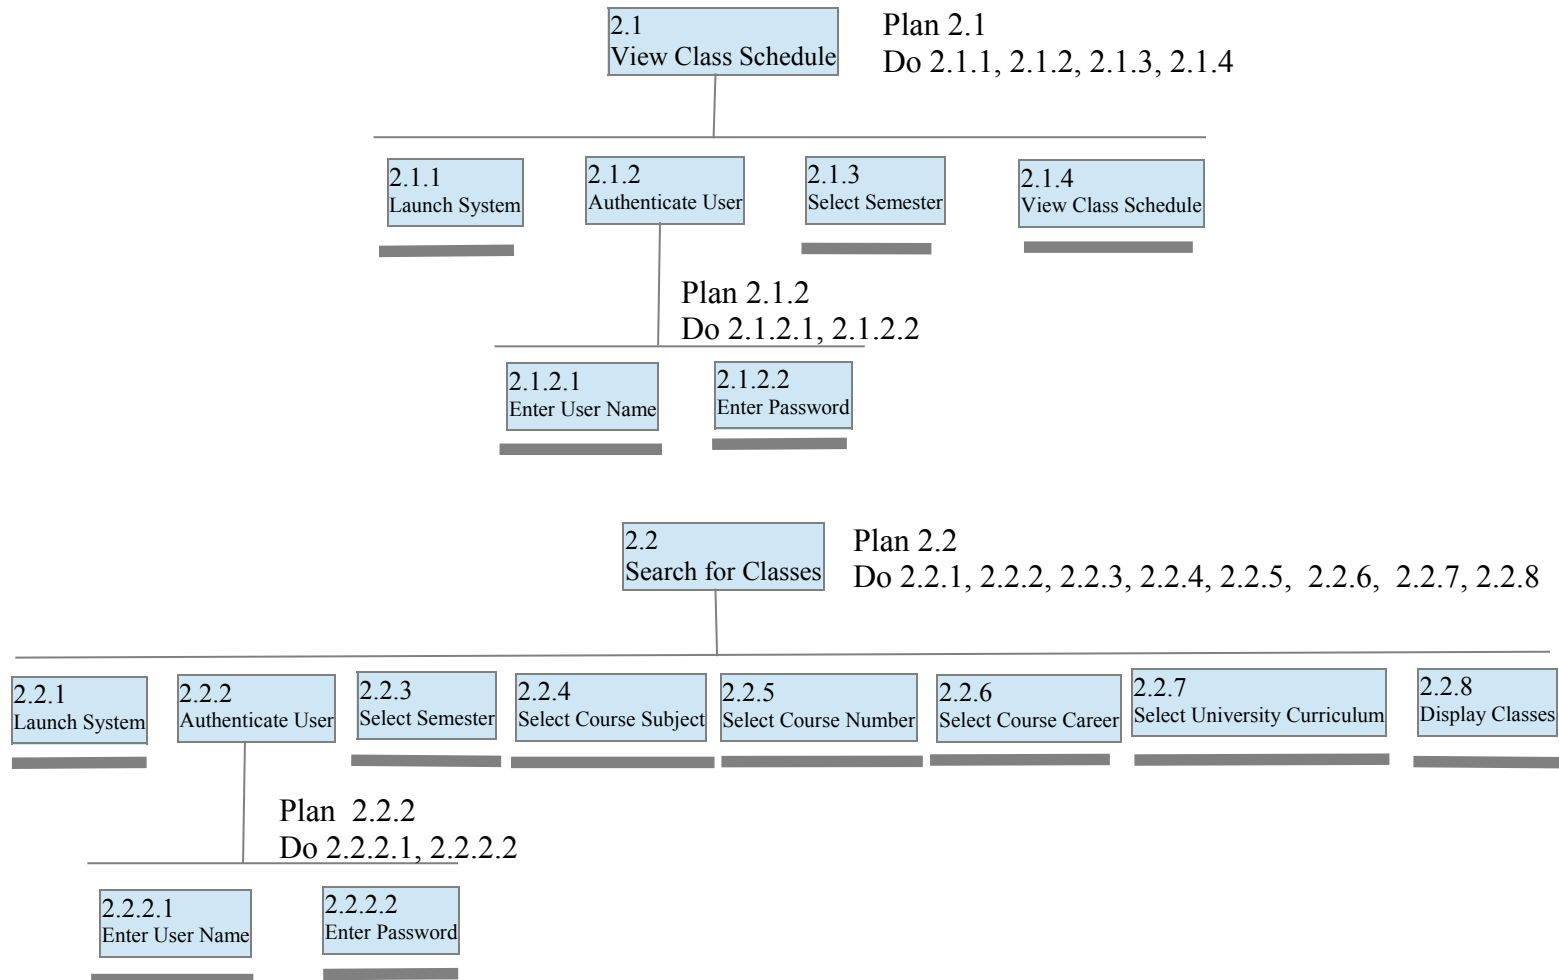 2.1
View Class Schedule
Plan 2.1
Do 2.1.1, 2.1.2, 2.1.3, 2.1.4
2.1.1
Launch System
2.1.2
Authenticate User
2.1.3
Select Semester
2.1.4
View Class Schedule
Plan 2.1.2
Do 2.1.2.1, 2.1.2.2
2.1.2.1
Enter User Name
2.1.2.2
Enter Password
2.2
Search for Classes
Plan 2.2
Do 2.2.1, 2.2.2, 2.2.3, 2.2.4, 2.2.5, 2.2.6, 2.2.7, 2.2.8
2.2.1
Launch System
2.2.2
Authenticate User
2.2.3
Select Semester
2.2.4
Select Course Subject
2.2.5
Select Course Number
2.2.6
Select Course Career
2.2.7
Select University Curriculum
2.2.8
Display Classes
Plan 2.2.2
Do 2.2.2.1, 2.2.2.2
2.2.2.1
Enter User Name
2.2.2.2
Enter Password